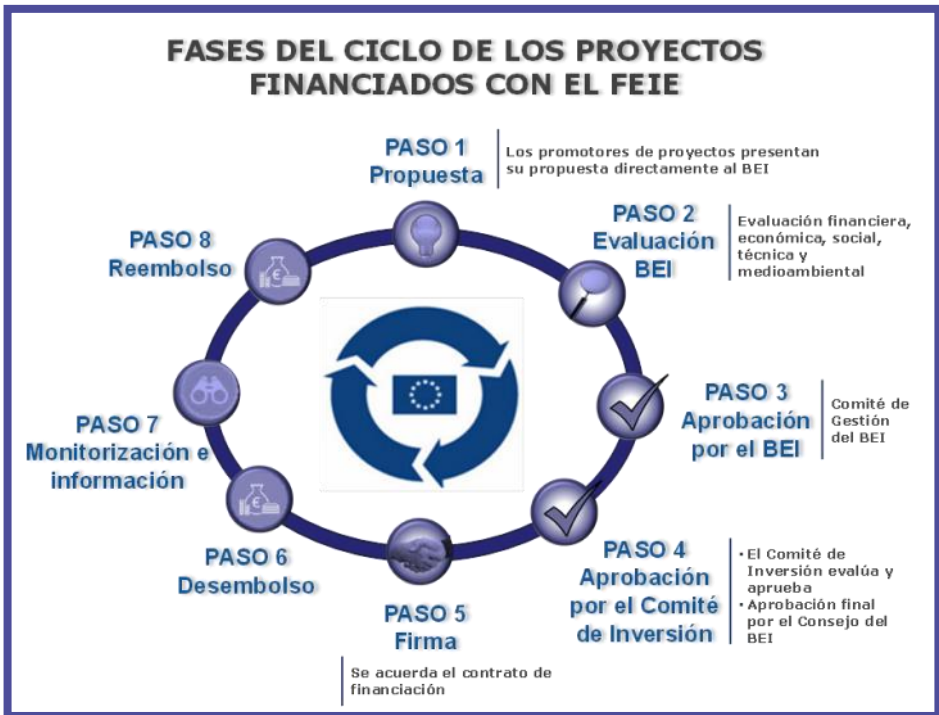 FASES DEL CICLO DE LOS PROYECTOS
FINANCIADOS CON EL FEIE
PASO 1
Propuesta
Los promotores de proyectos presentan
su propuesta directamente al BEI
PASO 2
Evaluación
BEI
Evaluación financiera,
económica, social,
técnica y
medioambiental
PASO 3
Aprobación
por el BEI
Comité de
Gestión
del BEI
PASO 4
Aprobación
por el Comité
de Inversión
· El Comité de
Inversión evalúa y
aprueba
· Aprobación final
por el Consejo del
BEI
PASO 5
Firma
Se acuerda el contrato de
financiación
PASO 6
Desembolso
€
PASO 7
Monitorización e
información
PASO 8
Reembolso
€